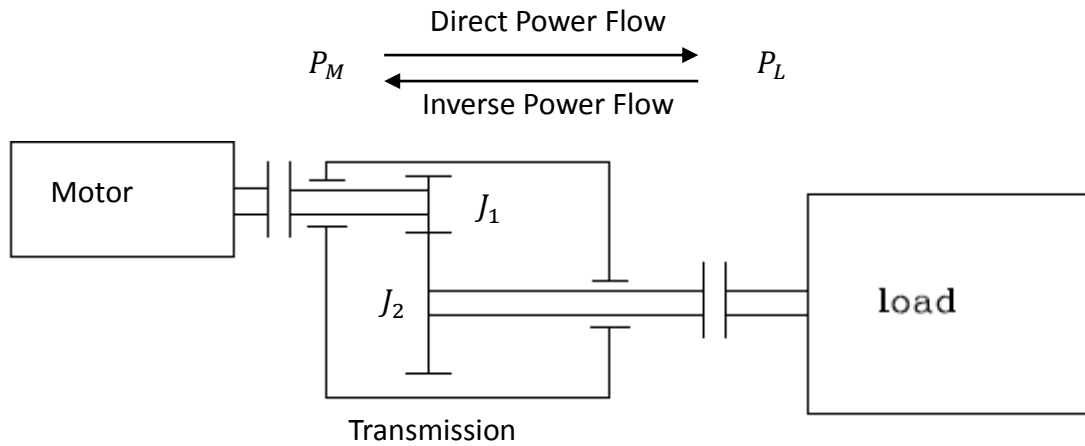 Direct Power Flow
P_M P_L
Inverse Power Flow
Motor
J_1
J_2
load
Transmission